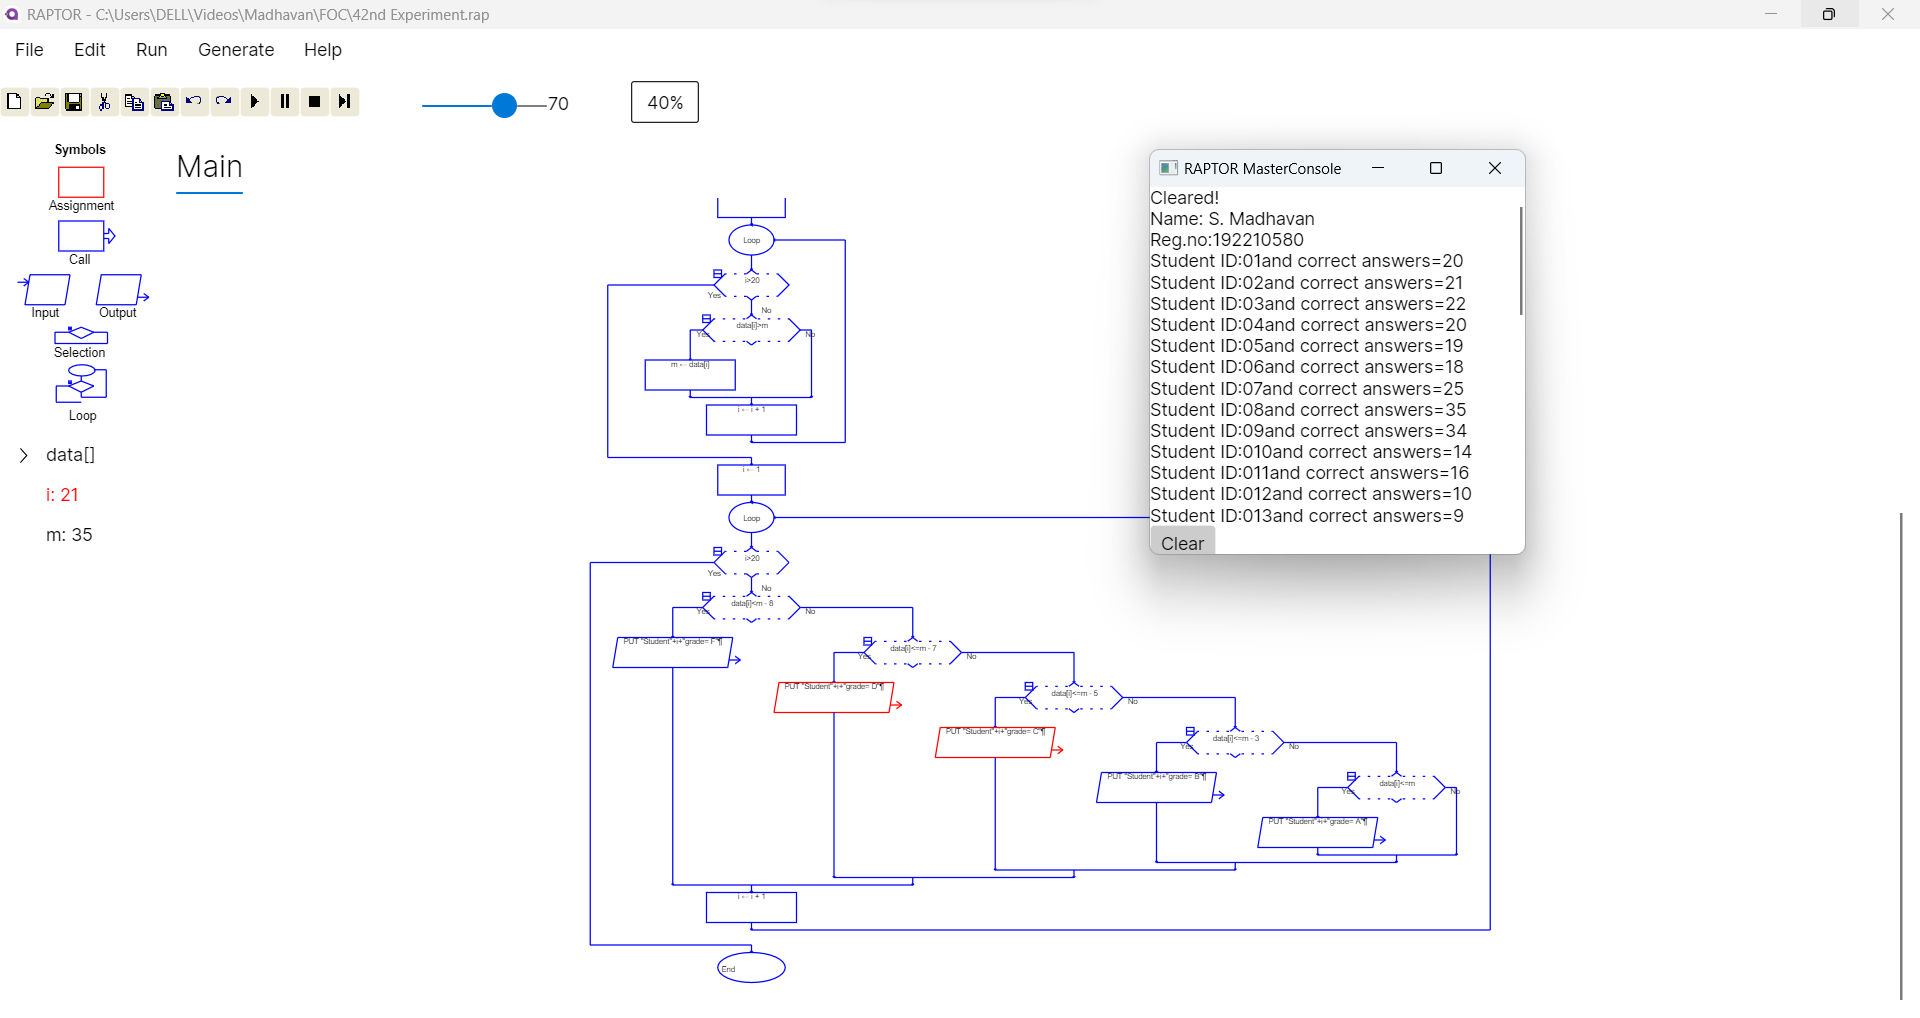 RAPTOR - C:\Users\DELL\Videos\Madhavan\FOC\42nd Experiment.rap
File Edit Run Generate Help
70
40%
Symbols
Assignment
Call
Input Output
Selection
Loop
data[]
i: 21
m: 35
Main
Loop
i>20
Yes
No
data[i]>m
Yes No
m ← data[i]
i ← i + 1
i ← 1
Loop
i>20
Yes
No
data[i]<m - 8
Yes No
PUT "Student"+i+"grade= F"¶
data[i]<=m - 7
Yes No
PUT "Student"+i+"grade= D"¶
data[i]<=m - 5
Yes No
PUT "Student"+i+"grade= C"¶
data[i]<=m - 3
Yes No
PUT "Student"+i+"grade= B"¶
data[i]<=m
Yes No
PUT "Student"+i+"grade= A"¶
i ← i + 1
End
RAPTOR MasterConsole
Cleared!
Name: S. Madhavan
Reg.no:192210580
Student ID:01and correct answers=20
Student ID:02and correct answers=21
Student ID:03and correct answers=22
Student ID:04and correct answers=20
Student ID:05and correct answers=19
Student ID:06and correct answers=18
Student ID:07and correct answers=25
Student ID:08and correct answers=35
Student ID:09and correct answers=34
Student ID:010and correct answers=14
Student ID:011and correct answers=16
Student ID:012and correct answers=10
Student ID:013and correct answers=9
Clear